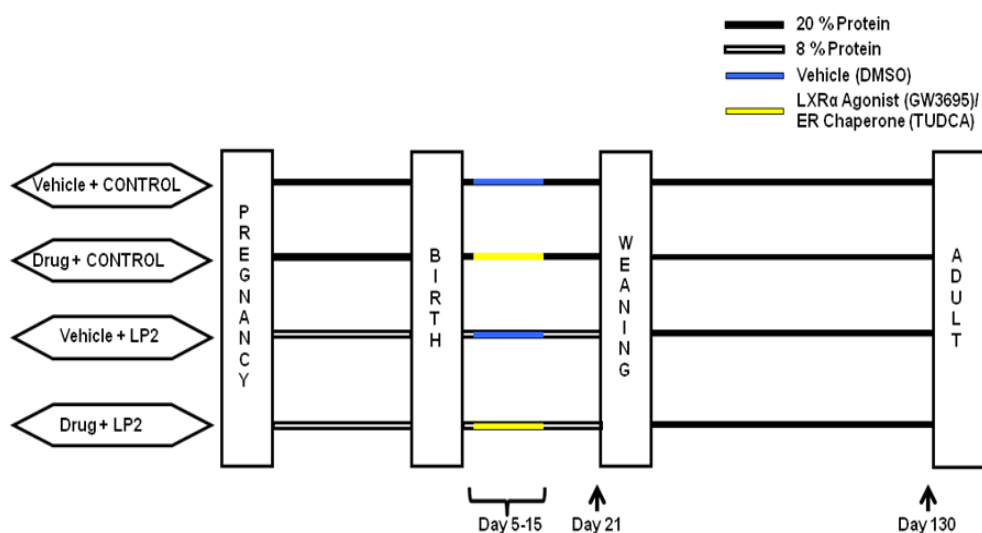 20 % Protein
8 % Protein
Vehicle (DMSO)
LXRα Agonist (GW3695)/
ER Chaperone (TUDCA)
Vehicle + CONTROL
Drug + CONTROL
Vehicle + LP2
Drug + LP2
PREGNANCY
BIRTH
WEANING
ADULT
Day 5-15
Day 21
Day 130